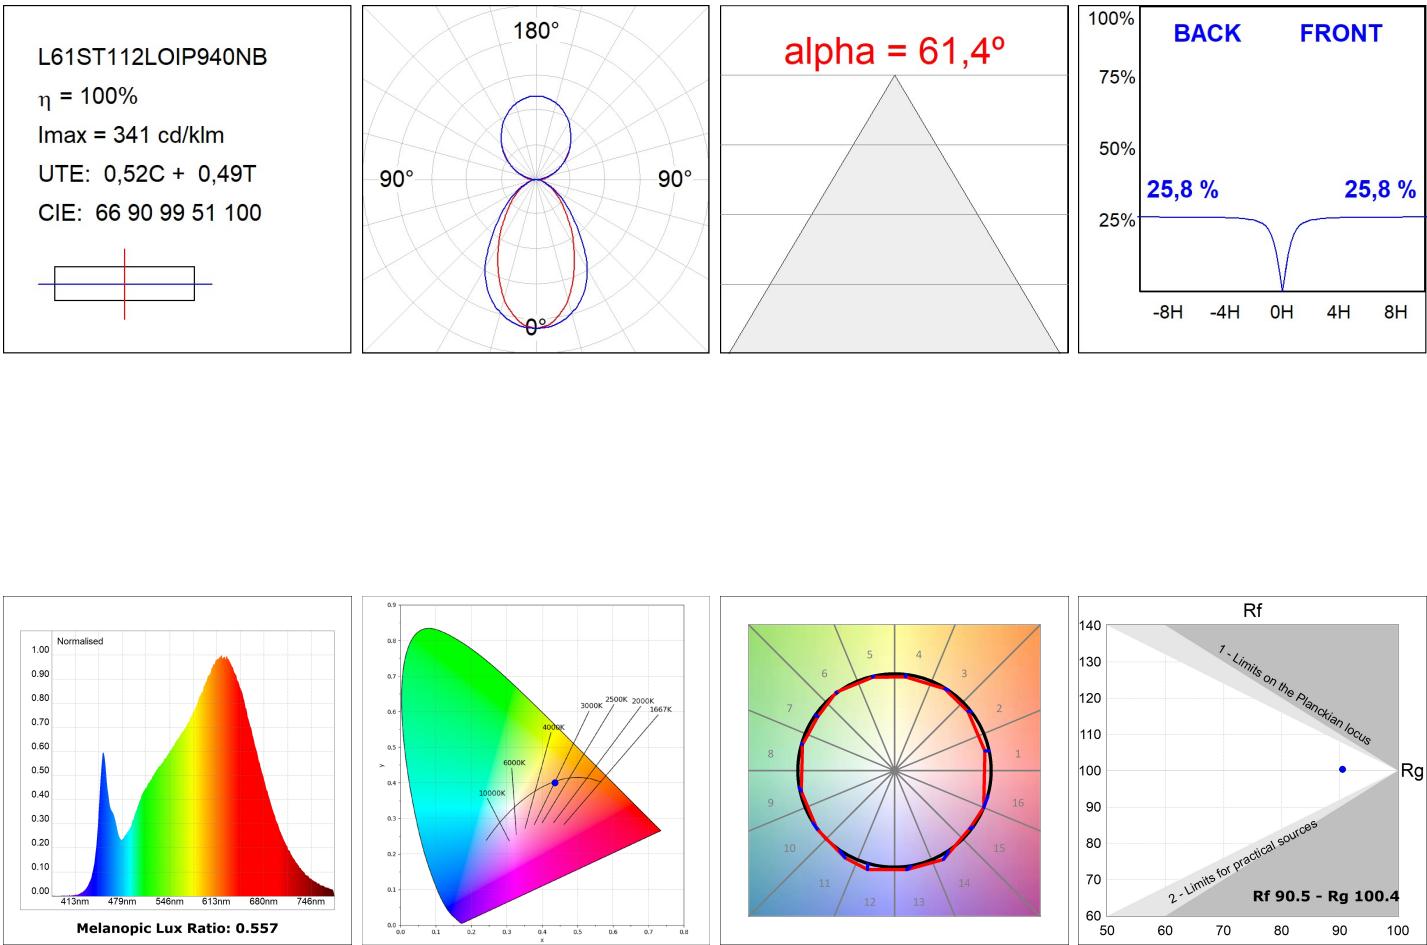 L61ST112LOIP940NB
η = 100%
Imax = 341 cd/klm
UTE: 0,52C + 0,49T
CIE: 66 90 99 51 100
180°
90°
90°
0°
alpha = 61,4º
100%
BACK
FRONT
75%
50%
25,8 %
25,8 %
25%
-8H
-4H
0H
4H
8H
Normalised
1.00
0.90
0.80
0.70
0.60
0.50
0.40
0.30
0.20
0.10
0.00
413nm
479nm
546nm
613nm
680nm
746nm
Melanopic Lux Ratio: 0.557
0.9
0.8
0.7
0.6
0.5
0.4
0.3
0.2
0.1
0.0
y
1667K
2000K
2500K
3000K
4000K
6000K
10000K
0.0
0.1
0.2
0.3
0.4
0.5
0.6
0.7
0.8
x
1
2
3
4
5
6
7
8
9
10
11
12
13
14
15
16
Rf
140
130
120
110
100
90
80
70
60
1 - Limits on the Planckian locus
Rg
2 - Limits for practical sources
Rf 90.5 - Rg 100.4
50
60
70
80
90
100